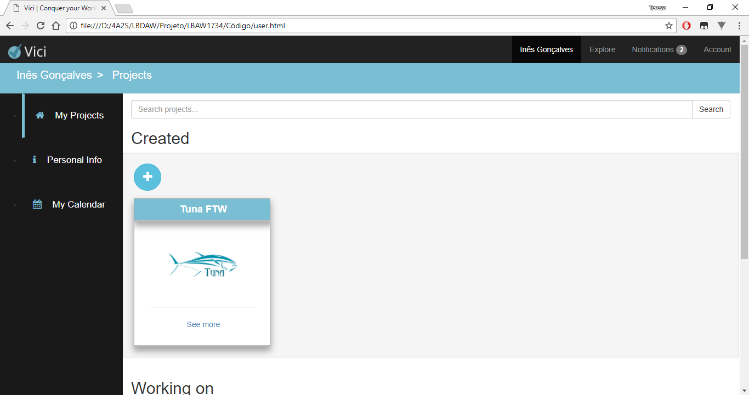 Vici | Conquer your Worl
file:///D:/4A2S/LBDAW/Projeto/LBAW1734/Código/user.html
Vici
Inês Gonçalves
Explore
Notifications 2
Account
Inês Gonçalves > Projects
My Projects
Personal Info
My Calendar
Search projects...
Search
Created
+
Tuna FTW
Tuna
See more
Working on